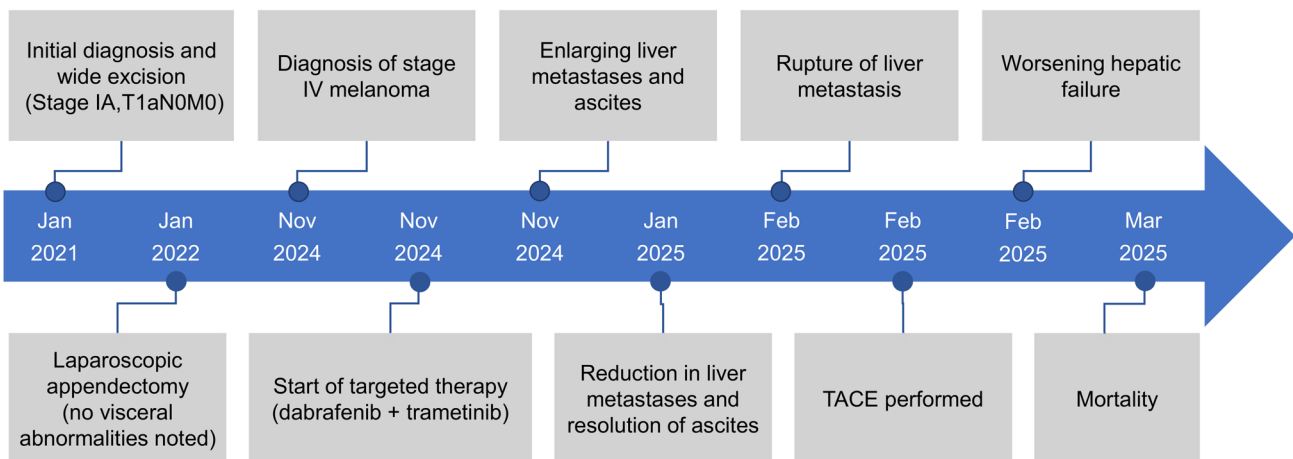 Initial diagnosis and
wide excision
(Stage IA,T1aN0M0)
Diagnosis of stage
IV melanoma
Enlarging liver
metastases and
ascites
Rupture of liver
metastasis
Worsening hepatic
failure
Jan
2021
Jan
2022
Nov
2024
Nov
2024
Nov
2024
Jan
2025
Feb
2025
Feb
2025
Feb
2025
Mar
2025
Laparoscopic
appendectomy
(no visceral
abnormalities noted)
Start of targeted therapy
(dabrafenib + trametinib)
Reduction in liver
metastases and
resolution of ascites
TACE performed
Mortality